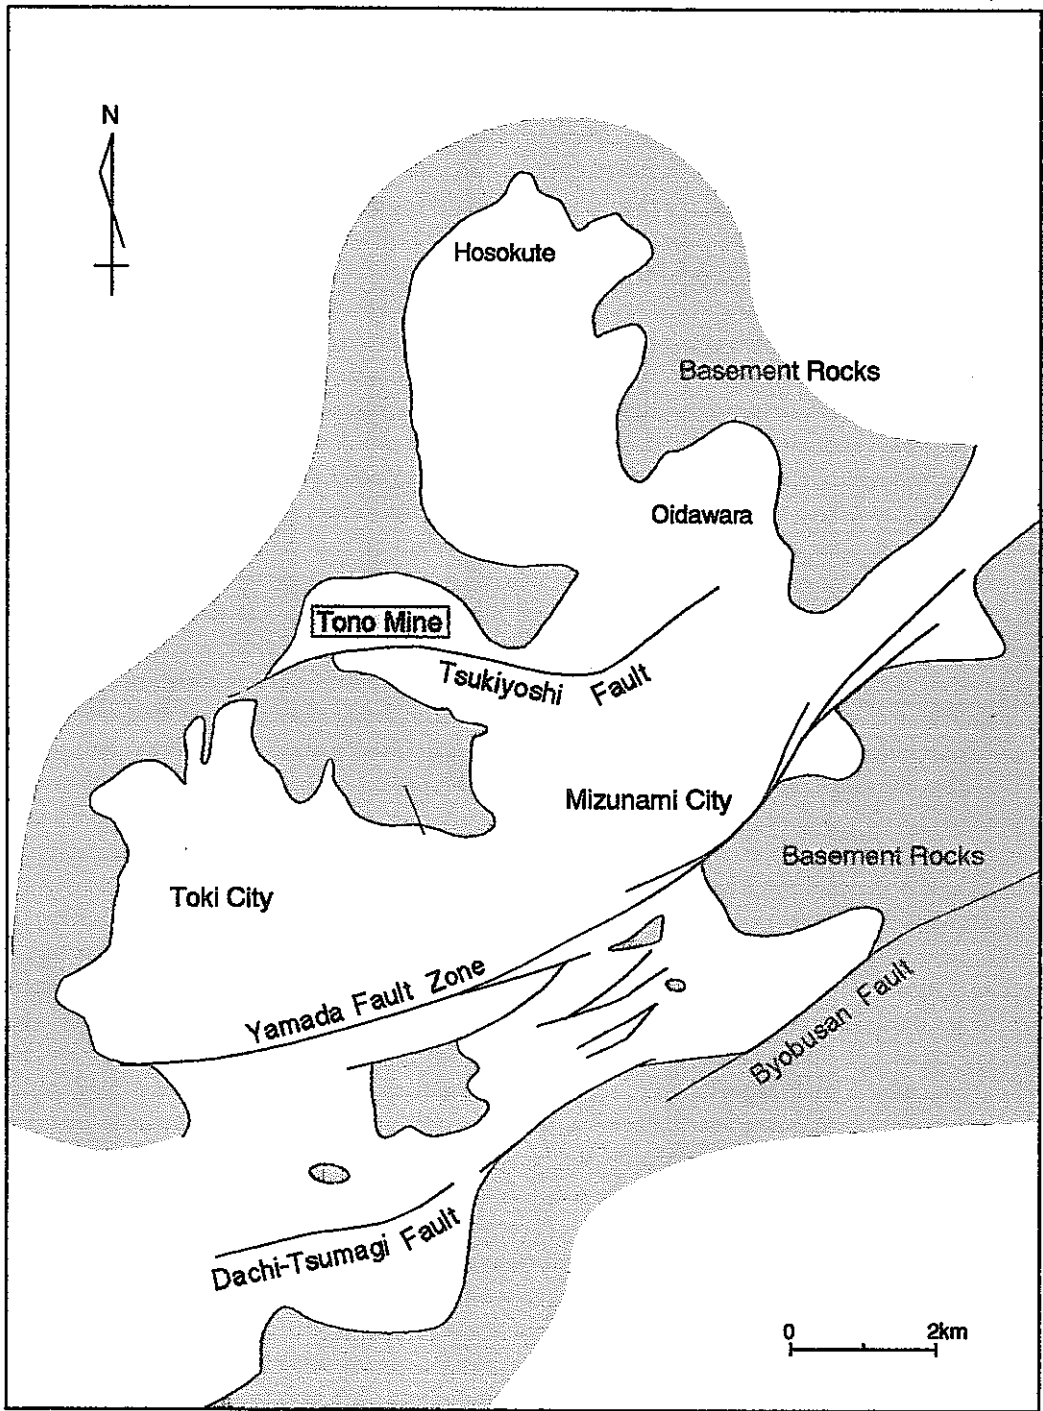 N
Hosokute
Basement Rocks
Oidawara
Tono Mine
Tsukiyoshi Fault
Mizunami City
Basement Rocks
Toki City
Yamada Fault Zone
Byobusan Fault
Dachi-Tsumagi Fault
0 2km